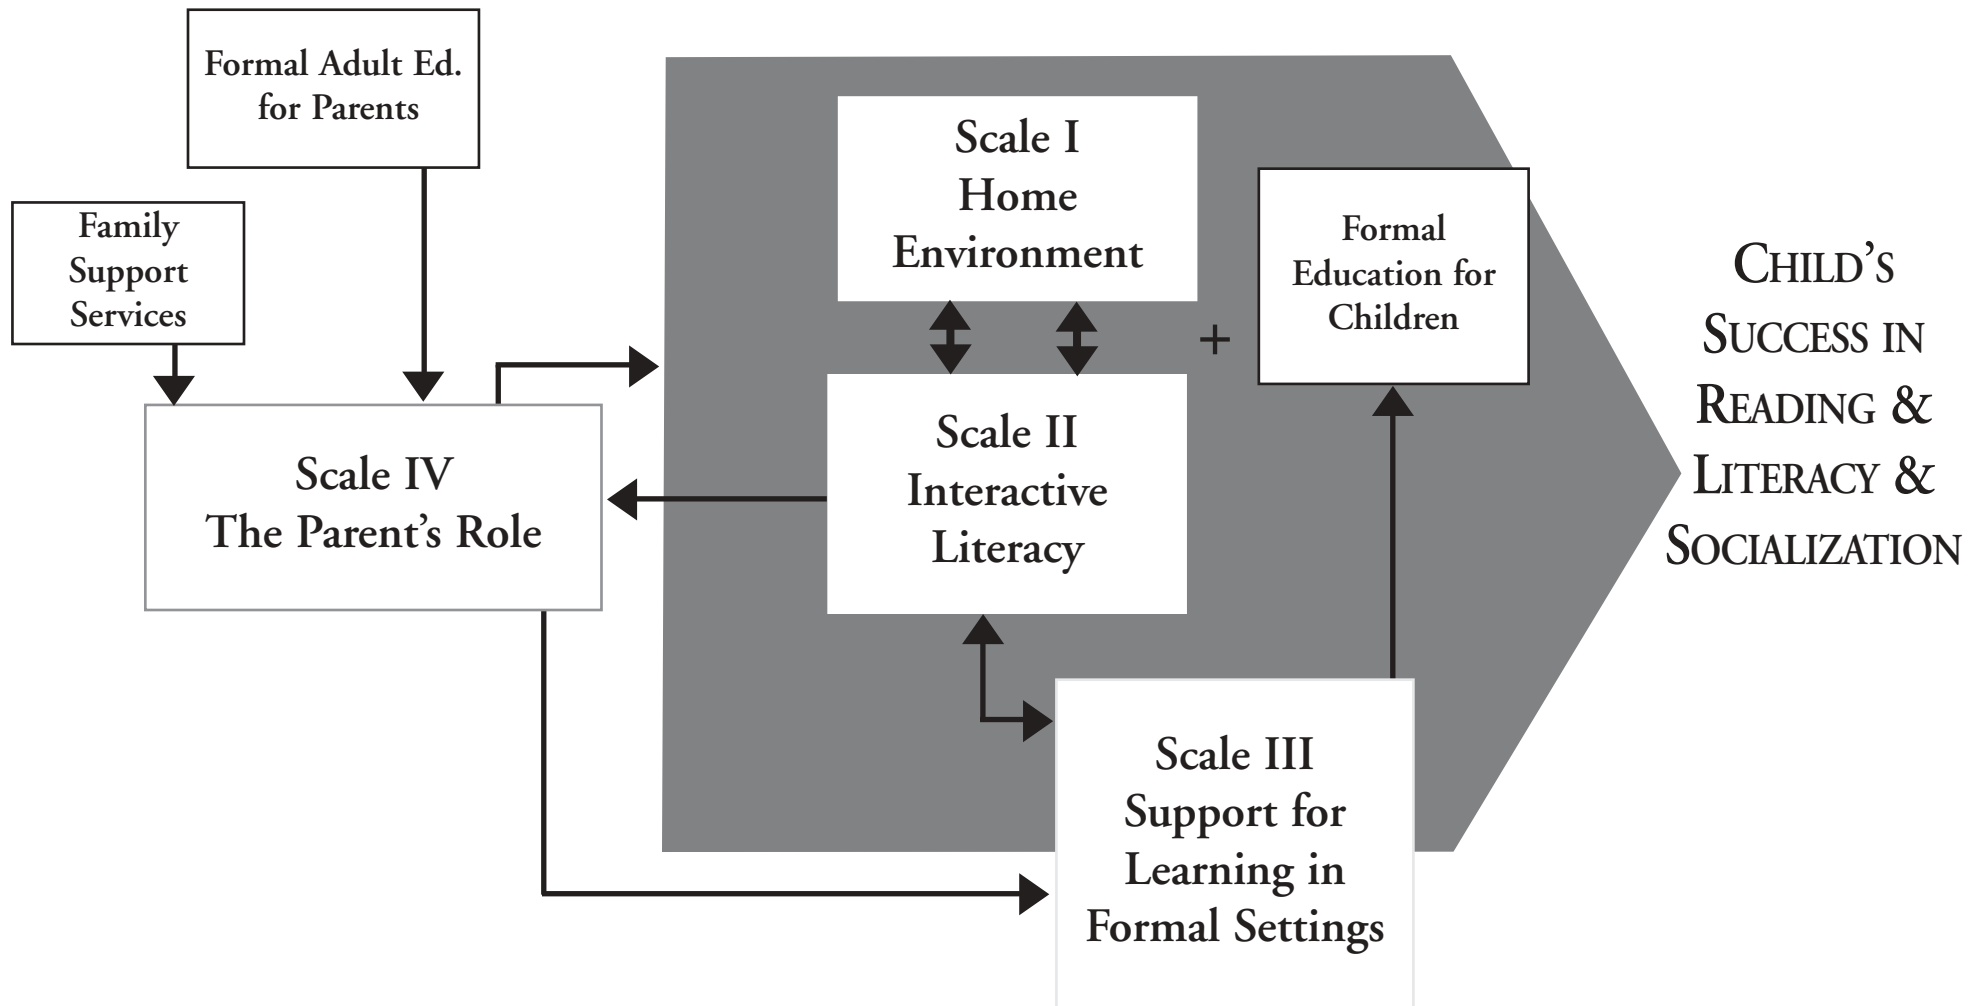 Formal Adult Ed.
for Parents
Family
Support
Services
Scale IV
The Parent’s Role
Scale I
Home
Environment
Scale II
Interactive
Literacy
+
Formal
Education for
Children
Scale III
Support for
Learning in
Formal Settings
Child’s
Success in
Reading &
Literacy &
Socialization